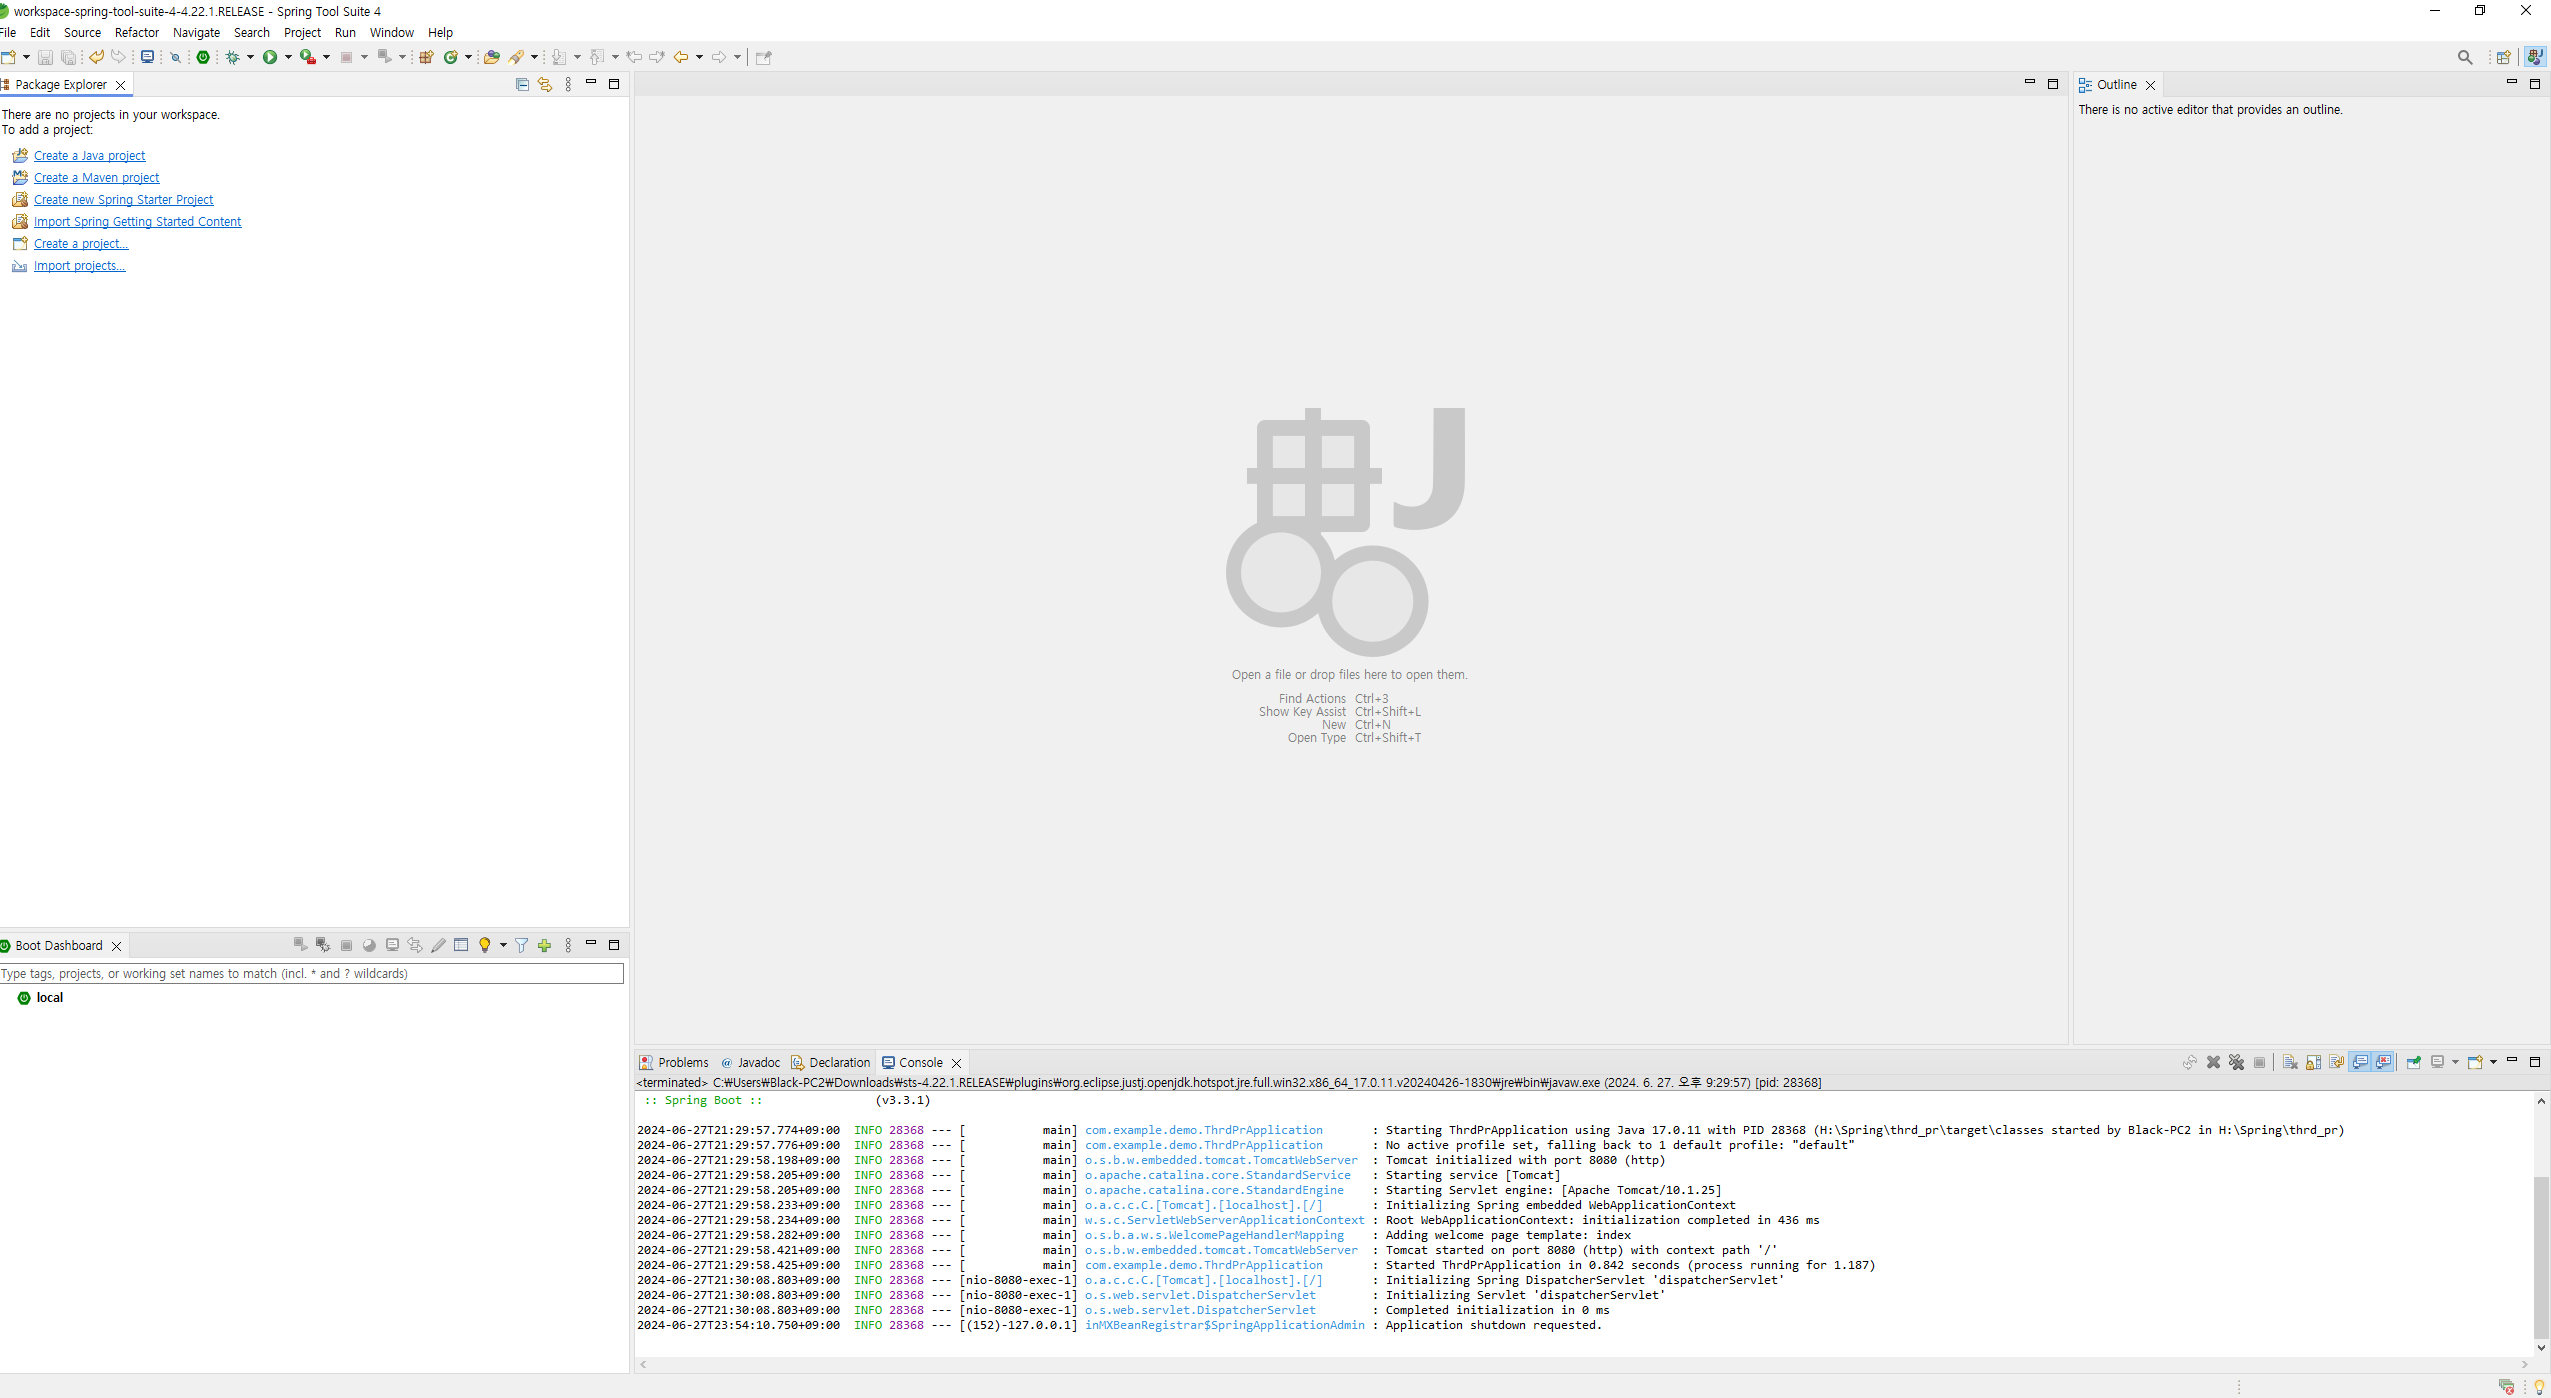 workspace-spring-tool-suite-4-4.22.1.RELEASE - Spring Tool Suite 4
File Edit Source Refactor Navigate Search Project Run Window Help
Package Explorer
There are no projects in your workspace.
To add a project:
Create a Java project
Create a Maven project
Create new Spring Starter Project
Import Spring Getting Started Content
Create a project...
Import projects...
J
Open a file or drop files here to open them.
Find Actions Ctrl+3
Show Key Assist Ctrl+Shift+L
New Ctrl+N
Open Type Ctrl+Shift+T
Outline
There is no active editor that provides an outline.
Boot Dashboard
Type tags, projects, or working set names to match (incl. * and ? wildcards)
local
Problems @ Javadoc Declaration Console
<terminated> C:₩Users₩Black-PC2₩Downloads₩sts-4.22.1.RELEASE₩plugins₩org.eclipse.justj.openjdk.hotspot.jre.full.win32.x86_64_17.0.11.v20240426-1830₩jre₩bin₩javaw.exe (2024. 6. 27. 오후 9:29:57) [pid: 28368]
:: Spring Boot ::                (v3.3.1)
2024-06-27T21:29:57.774+09:00  INFO 28368 --- [           main] com.example.demo.ThrdPrApplication       : Starting ThrdPrApplication using Java 17.0.11 with PID 28368 (H:\Spring\thrd_pr\target\classes started by Black-PC2 in H:\Spring\thrd_pr)
2024-06-27T21:29:57.776+09:00  INFO 28368 --- [           main] com.example.demo.ThrdPrApplication       : No active profile set, falling back to 1 default profile: "default"
2024-06-27T21:29:58.198+09:00  INFO 28368 --- [           main] o.s.b.w.embedded.tomcat.TomcatWebServer  : Tomcat initialized with port 8080 (http)
2024-06-27T21:29:58.205+09:00  INFO 28368 --- [           main] o.apache.catalina.core.StandardService   : Starting service [Tomcat]
2024-06-27T21:29:58.205+09:00  INFO 28368 --- [           main] o.apache.catalina.core.StandardEngine    : Starting Servlet engine: [Apache Tomcat/10.1.25]
2024-06-27T21:29:58.233+09:00  INFO 28368 --- [           main] o.a.c.c.C.[Tomcat].[localhost].[/]       : Initializing Spring embedded WebApplicationContext
2024-06-27T21:29:58.234+09:00  INFO 28368 --- [           main] w.s.c.ServletWebServerApplicationContext : Root WebApplicationContext: initialization completed in 436 ms
2024-06-27T21:29:58.282+09:00  INFO 28368 --- [           main] o.s.b.a.w.s.WelcomePageHandlerMapping    : Adding welcome page template: index
2024-06-27T21:29:58.421+09:00  INFO 28368 --- [           main] o.s.b.w.embedded.tomcat.TomcatWebServer  : Tomcat started on port 8080 (http) with context path '/'
2024-06-27T21:29:58.425+09:00  INFO 28368 --- [           main] com.example.demo.ThrdPrApplication       : Started ThrdPrApplication in 0.842 seconds (process running for 1.187)
2024-06-27T21:30:08.803+09:00  INFO 28368 --- [nio-8080-exec-1] o.a.c.c.C.[Tomcat].[localhost].[/]       : Initializing Spring DispatcherServlet 'dispatcherServlet'
2024-06-27T21:30:08.803+09:00  INFO 28368 --- [nio-8080-exec-1] o.s.web.servlet.DispatcherServlet        : Initializing Servlet 'dispatcherServlet'
2024-06-27T21:30:08.803+09:00  INFO 28368 --- [nio-8080-exec-1] o.s.web.servlet.DispatcherServlet        : Completed initialization in 0 ms
2024-06-27T23:54:10.750+09:00  INFO 28368 --- [(152)-127.0.0.1] inMXBeanRegistrar$SpringApplicationAdmin : Application shutdown requested.